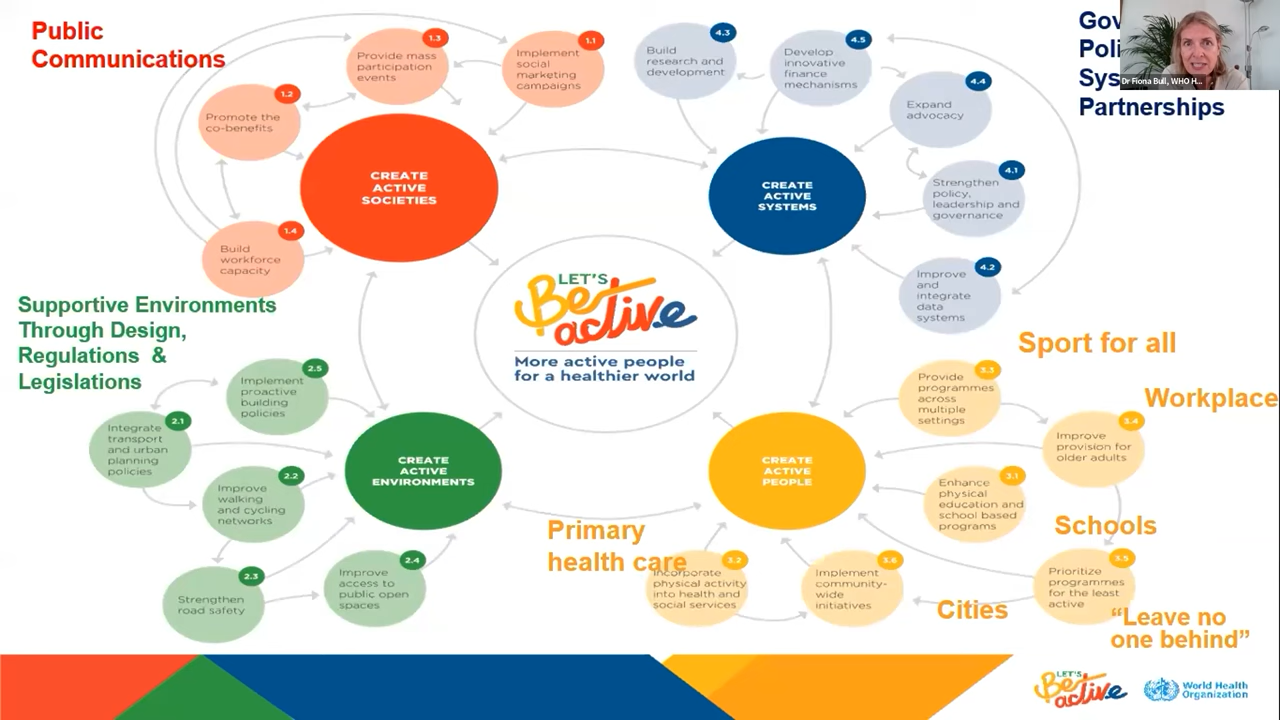 Public
Communications
1.3
Provide mass
participation
events
1.1
Implement
social
marketing
campaigns
1.2
Promote the
co-benefits
1.4
Build
workforce
capacity
CREATE
ACTIVE
SOCIETIES
4.3
Build
research and
development
4.5
Develop
innovative
finance
mechanisms
4.4
Expand
advocacy
4.1
Strengthen
policy,
leadership and
governance
4.2
Improve
and
integrate
data
systems
CREATE
ACTIVE
SYSTEMS
Gov
Poli
Sys
Partnerships
Dr Fiona Bull, WHO H...
LET'S
Be
active
More active people
for a healthier world
Supportive Environments
Through Design,
Regulations &
Legislations
2.5
Implement
proactive
building
policies
2.1
Integrate
transport
and urban
planning
policies
2.2
Improve
walking
and cycling
networks
2.3
Strengthen
road safety
2.4
Improve
access to
public open
spaces
CREATE
ACTIVE
ENVIRONMENTS
CREATE
ACTIVE
PEOPLE
Sport for all
3.3
Provide
programmes
across
multiple
settings
Workplace
3.4
Improve
provision for
older adults
3.1
Enhance
physical
education and
school based
programs
Schools
Primary
health care
3.2
Incorporate
physical activity
into health and
social services
3.6
Implement
community-
wide
initiatives
Cities
3.5
Prioritize
programmes
for the least
active
“Leave no
one behind”
LET'S
Be
active
World Health
Organization